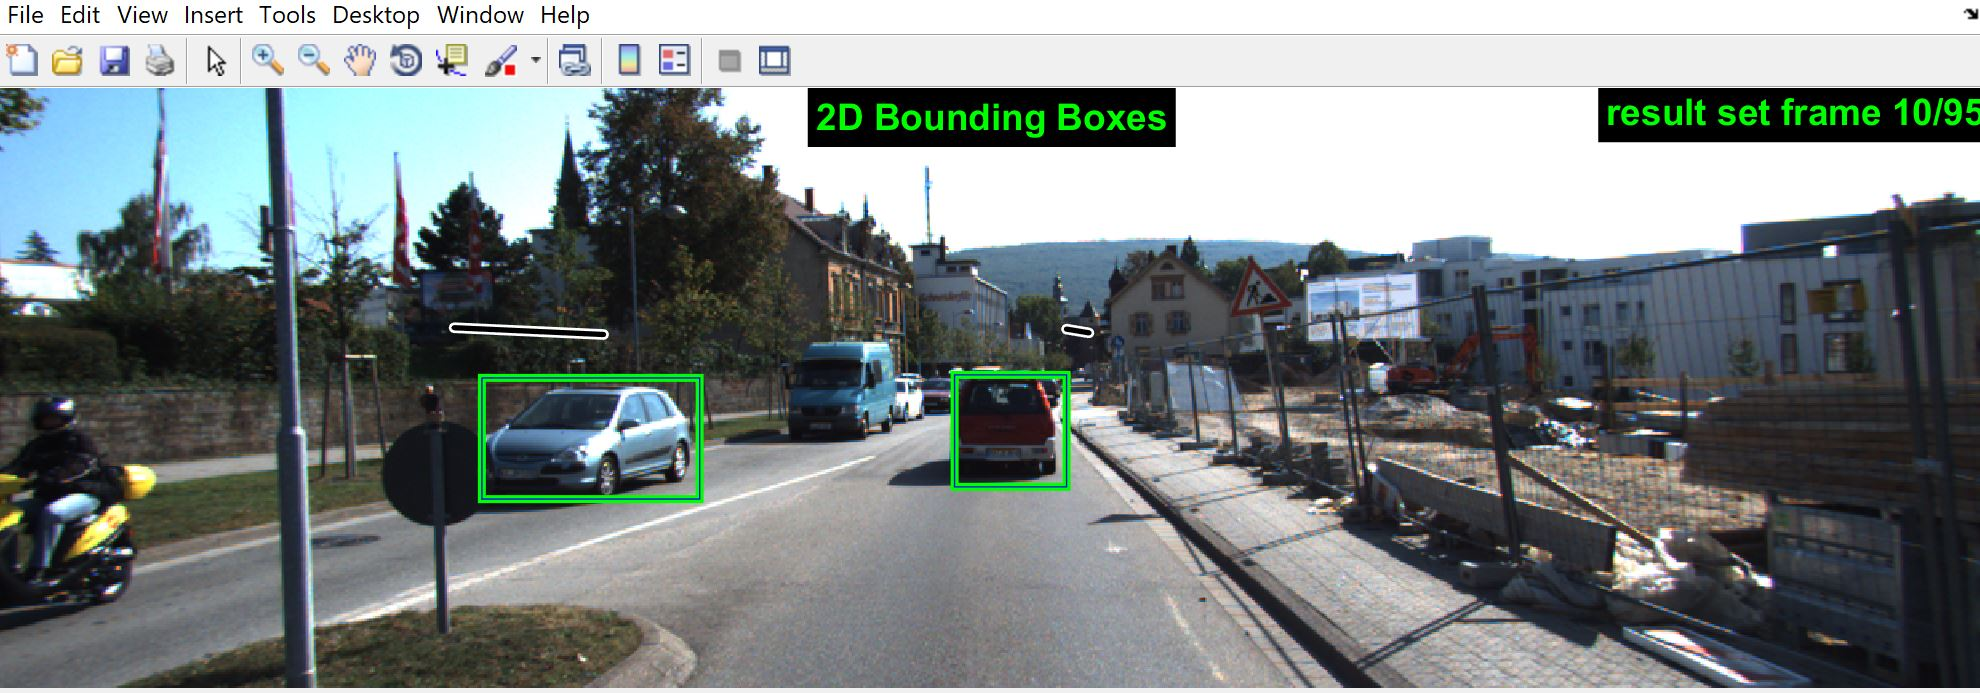 File Edit View Insert Tools Desktop Window Help
2D Bounding Boxes
result set frame 10/95